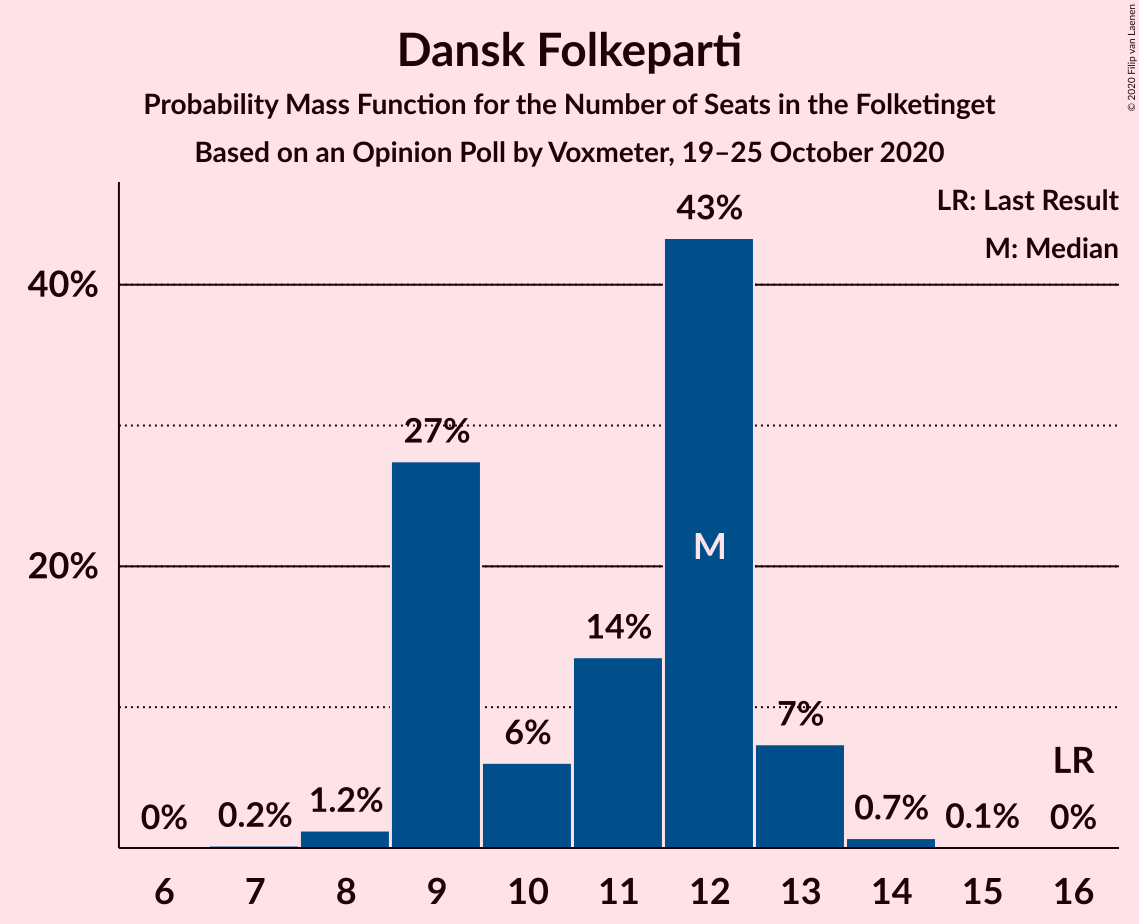 Dansk Folkeparti
Probability Mass Function for the Number of Seats in the Folketinget
Based on an Opinion Poll by Voxmeter, 19–25 October 2020
© 2020 Filip van Laenen
LR: Last Result
M: Median
43%
40%
27%
M
20%
14%
6%
7%
LR
0%
0.2%
1.2%
0.7%
0.1%
0%
6 7 8 9 10 11 12 13 14 15 16